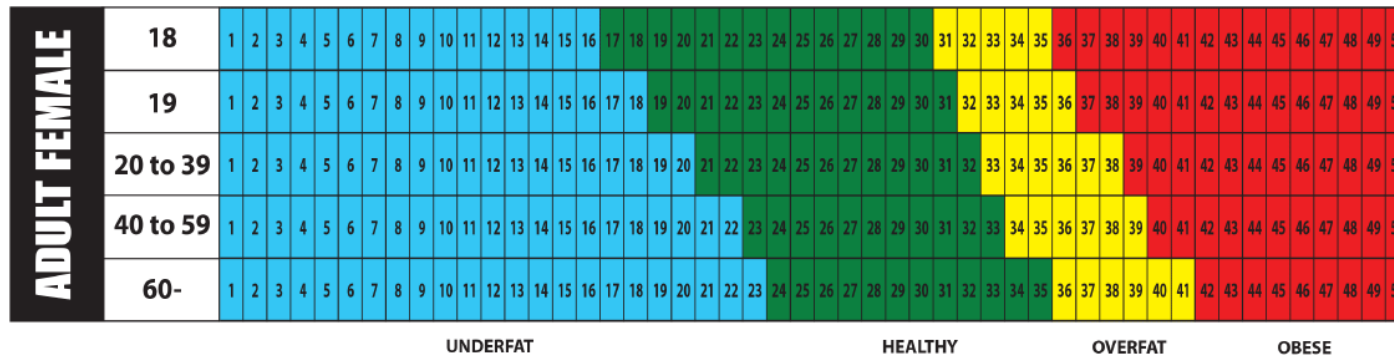 ADULT FEMALE
18 1 2 3 4 5 6 7 8 9 10 11 12 13 14 15 16 17 18 19 20 21 22 23 24 25 26 27 28 29 30 31 32 33 34 35 36 37 38 39 40 41 42 43 44 45 46 47 48 49
19 1 2 3 4 5 6 7 8 9 10 11 12 13 14 15 16 17 18 19 20 21 22 23 24 25 26 27 28 29 30 31 32 33 34 35 36 37 38 39 40 41 42 43 44 45 46 47 48 49
20 to 39 1 2 3 4 5 6 7 8 9 10 11 12 13 14 15 16 17 18 19 20 21 22 23 24 25 26 27 28 29 30 31 32 33 34 35 36 37 38 39 40 41 42 43 44 45 46 47 48 49
40 to 59 1 2 3 4 5 6 7 8 9 10 11 12 13 14 15 16 17 18 19 20 21 22 23 24 25 26 27 28 29 30 31 32 33 34 35 36 37 38 39 40 41 42 43 44 45 46 47 48 49
60- 1 2 3 4 5 6 7 8 9 10 11 12 13 14 15 16 17 18 19 20 21 22 23 24 25 26 27 28 29 30 31 32 33 34 35 36 37 38 39 40 41 42 43 44 45 46 47 48 49
UNDERFAT HEALTHY OVERFAT OBESE